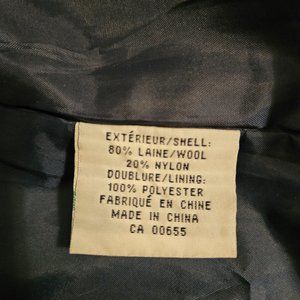 EXTÉRIEUR/SHELL:
80% LAINE/WOOL
20% NYLON
DOUBLURE/LINING:
100% POLYESTER
FABRIQUÉ EN CHINE
MADE IN CHINA
CA 00655